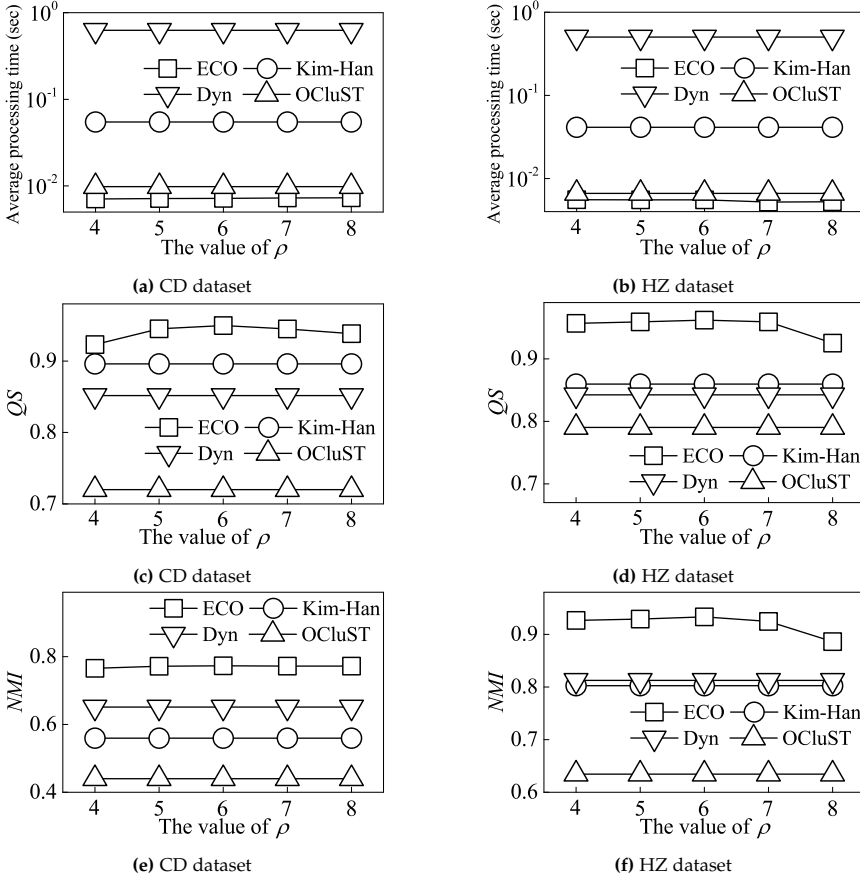 Average processing time (sec)
10^0
10^-1
10^-2
ECO Kim-Han
Dyn OCluST
4 5 6 7 8
The value of ρ
(a) CD dataset
Average processing time (sec)
10^0
10^-1
10^-2
ECO Kim-Han
Dyn OCluST
4 5 6 7 8
The value of ρ
(b) HZ dataset
QS
0.9
0.8
0.7
ECO Kim-Han
Dyn OCluST
4 5 6 7 8
The value of ρ
(c) CD dataset
QS
0.9
0.8
0.7
ECO Kim-Han
Dyn OCluST
4 5 6 7 8
The value of ρ
(d) HZ dataset
NMI
0.8
0.6
0.4
ECO Kim-Han
Dyn OCluST
4 5 6 7 8
The value of ρ
(e) CD dataset
NMI
0.9
0.8
0.7
0.6
ECO Kim-Han
Dyn OCluST
4 5 6 7 8
The value of ρ
(f) HZ dataset